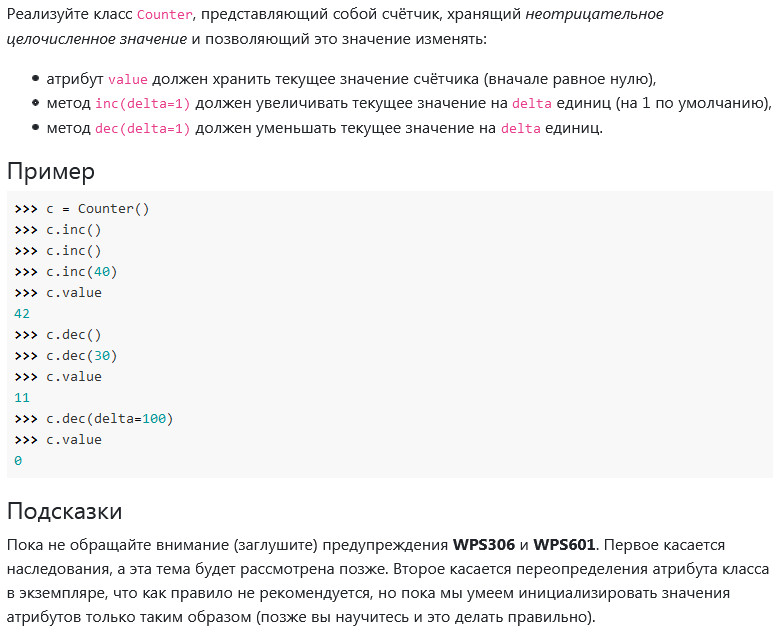 Реализуйте класс Counter, представляющий собой счётчик, хранящий неотрицательное
целочисленное значение и позволяющий это значение изменять:
• атрибут value должен хранить текущее значение счётчика (вначале равное нулю),
• метод inc(delta=1) должен увеличивать текущее значение на delta единиц (на 1 по умолчанию),
• метод dec(delta=1) должен уменьшать текущее значение на delta единиц.
Пример
>>> c = Counter()
>>> c.inc()
>>> c.inc()
>>> c.inc(40)
>>> c.value
42
>>> c.dec()
>>> c.dec(30)
>>> c.value
11
>>> c.dec(delta=100)
>>> c.value
0
Подсказки
Пока не обращайте внимание (заглушите) предупреждения WPS306 и WPS601. Первое касается
наследования, а эта тема будет рассмотрена позже. Второе касается переопределения атрибута класса
в экземпляре, что как правило не рекомендуется, но пока мы умеем инициализировать значения
атрибутов только таким образом (позже вы научитесь и это делать правильно).